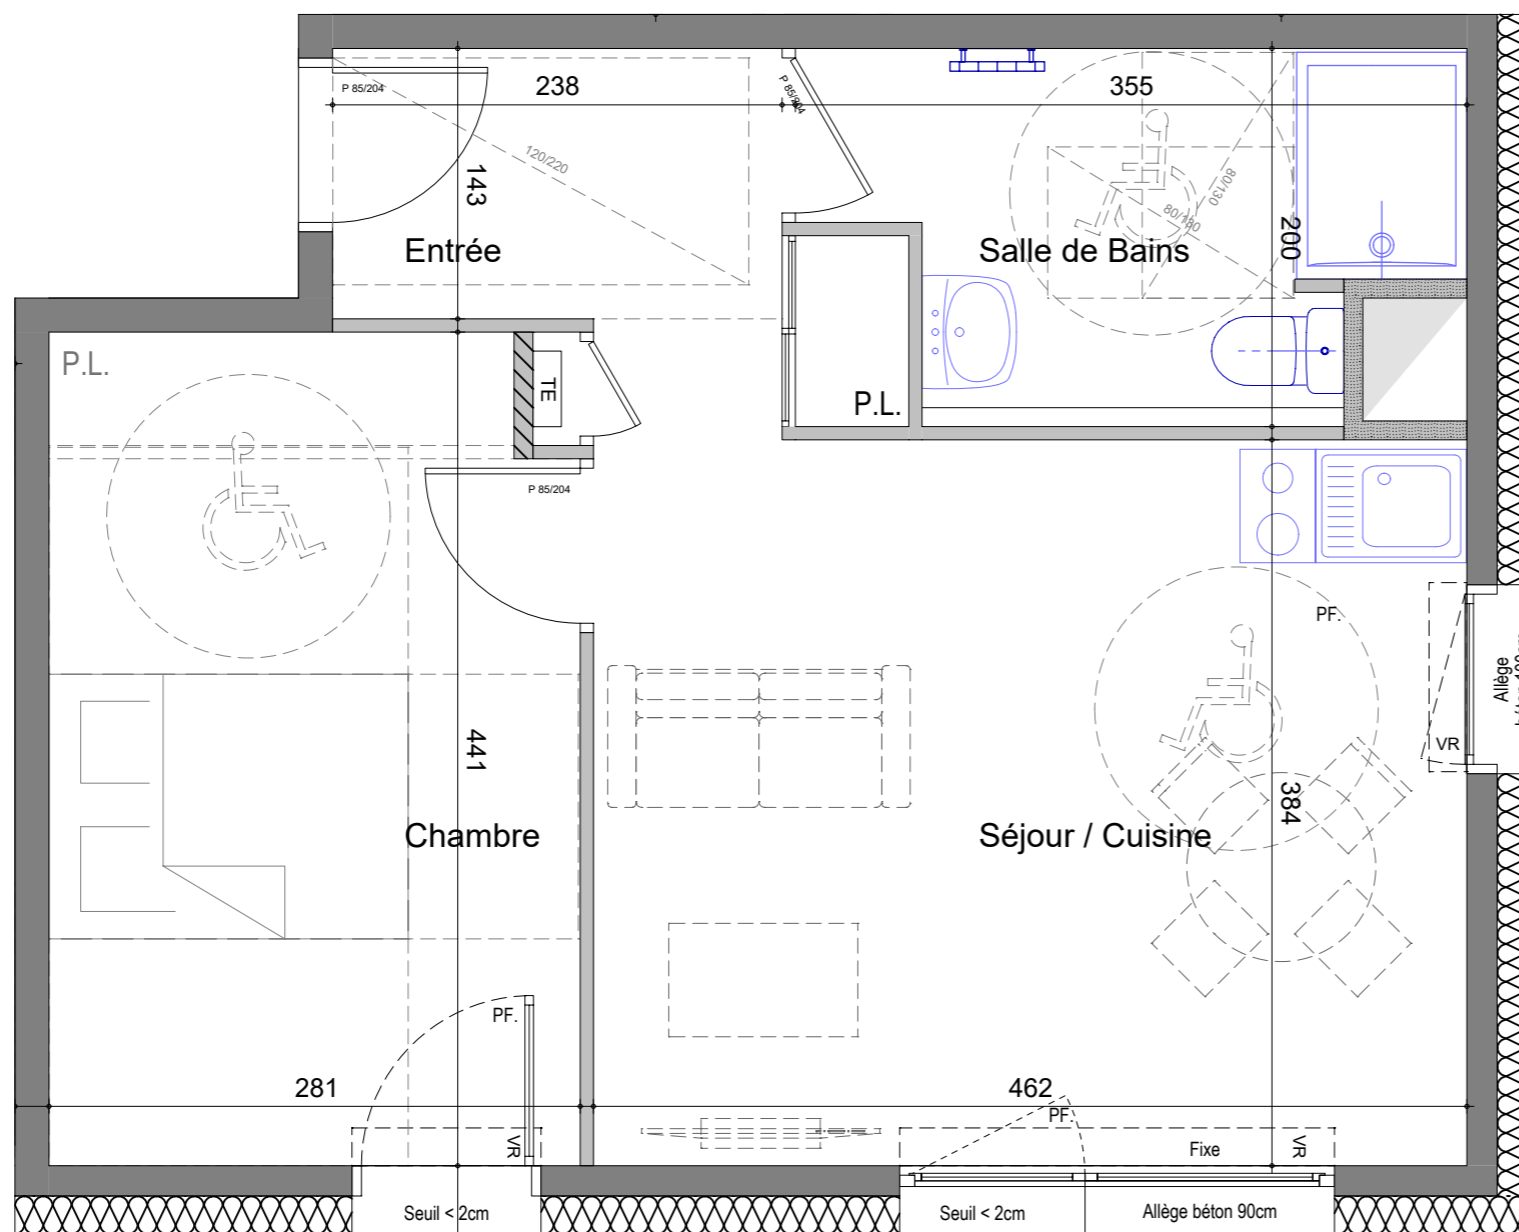 P 85/204
238
P 85/204
355
120/220
143
80/130
80/130
200
Entrée
Salle de Bains
P.L.
TE
P.L.
P 85/204
PF.
Allège
VR
441
384
Chambre
Séjour / Cuisine
PF.
281
462
PF.
VR
Fixe
VR
Seuil < 2cm
Seuil < 2cm
Allège béton 90cm